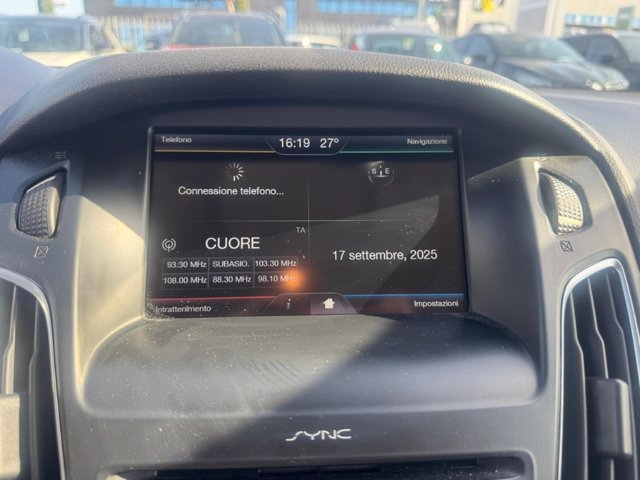 Telefono
16:19 27°
Navigazione
Connessione telefono...
S E
TA
CUORE
93.30 MHz SUBASIO. 103.30 MHz
108.00 MHz 88.30 MHz 98.10 MHz
17 settembre, 2025
Intrattenimento
i
Impostazioni
SYNC